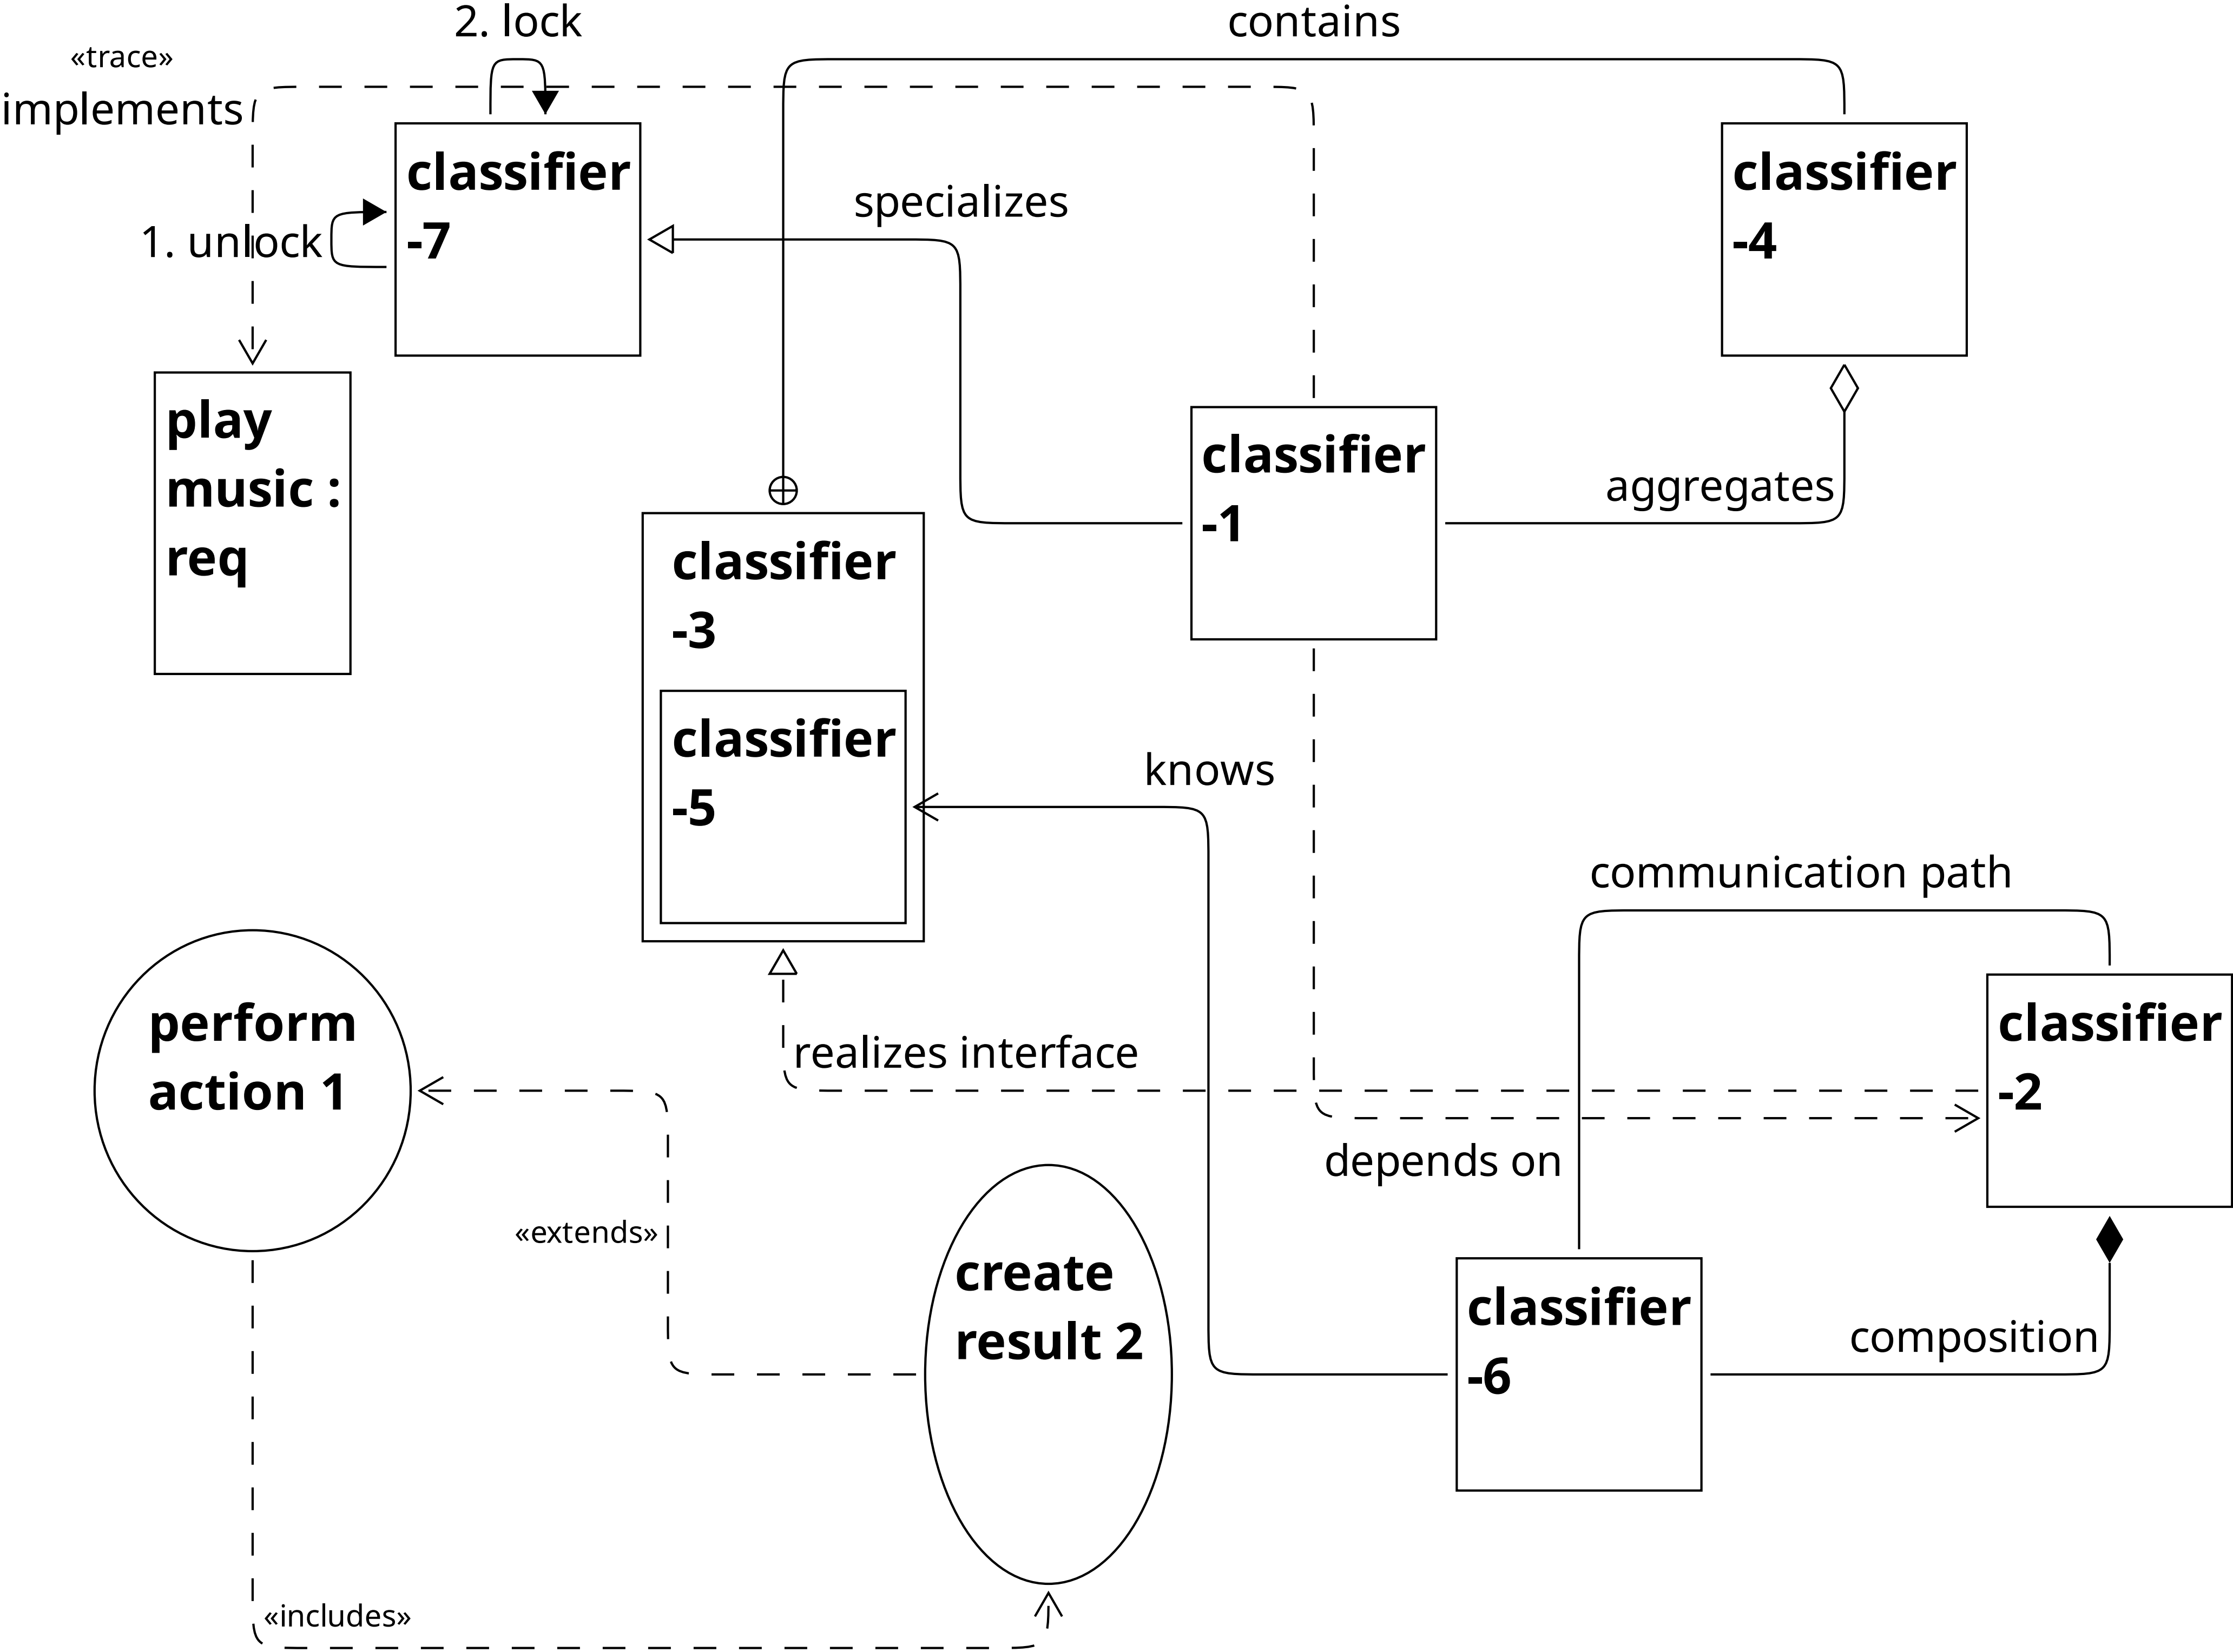 2. lock
contains
«trace»
implements
classifier
-7
classifier
-4
specializes
1. unlock
play
music :
req
classifier
-1
aggregates
classifier
-3
classifier
-5
knows
communication path
perform
action 1
classifier
-2
realizes interface
depends on
«extends»
create
result 2
classifier
-6
composition
«includes»